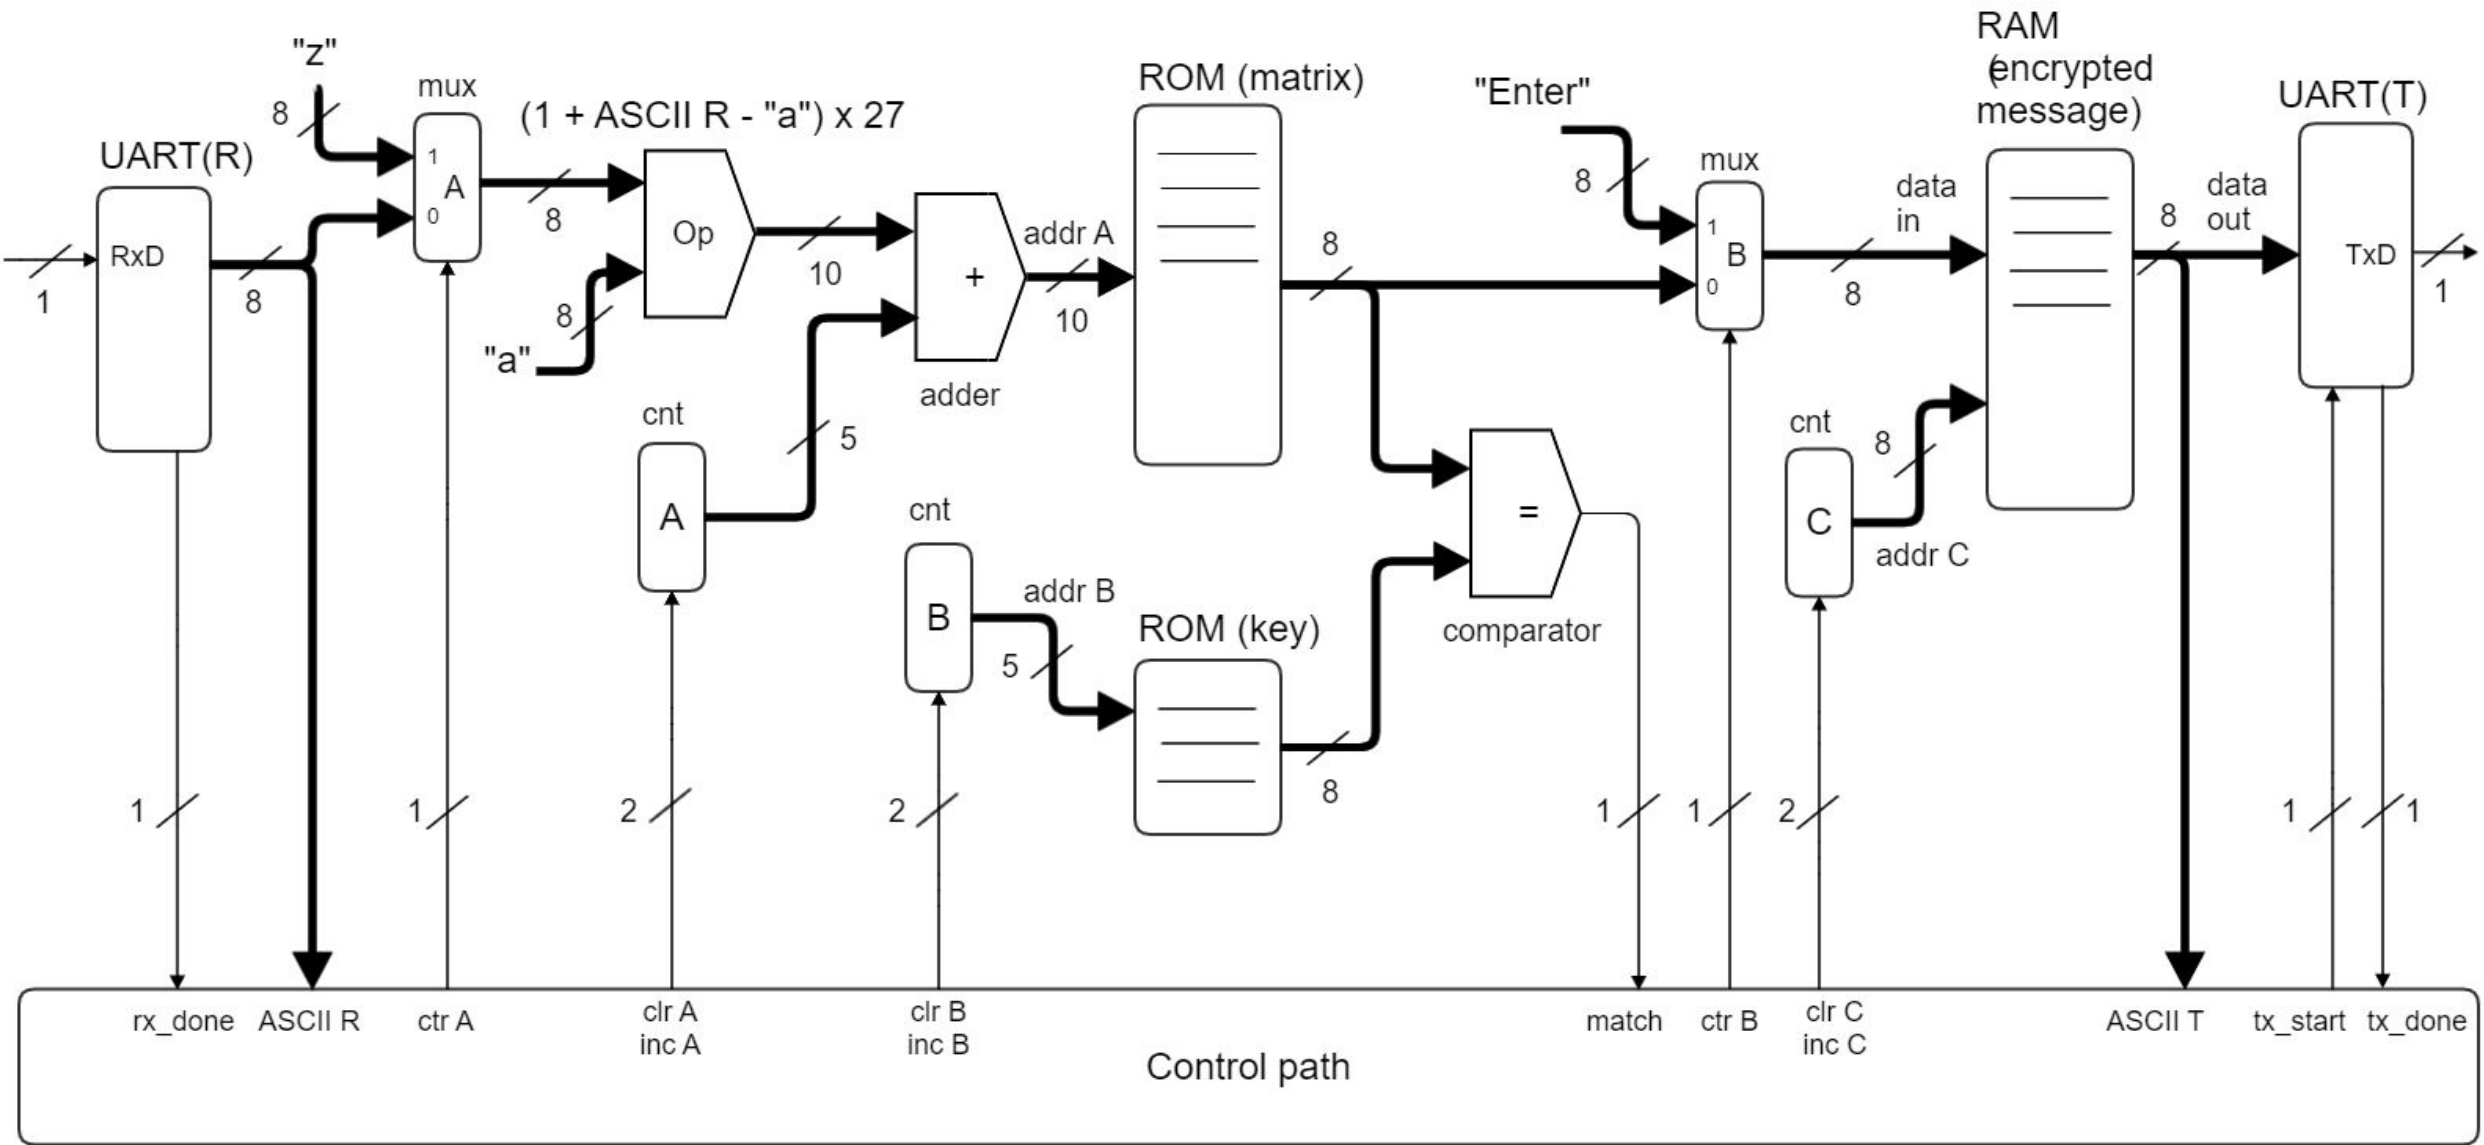 RAM
(encrypted
message)
"z"
mux
ROM (matrix)
"Enter"
UART(T)
8
(1 + ASCII R - "a") x 27
UART(R)
1
A
0
8
Op
RxD
1
8
"a"
8
10
+
adder
addr A
10
8
8
mux
1
B
0
data
in
8
8
data
out
TxD
1
cnt
A
5
cnt
B
addr B
5
ROM (key)
8
=
comparator
cnt
C
8
addr C
1
1
2
2
1
1
2
1
1
rx_done
ASCII R
ctr A
clr A
inc A
clr B
inc B
match
ctr B
clr C
inc C
ASCII T
tx_start
tx_done
Control path